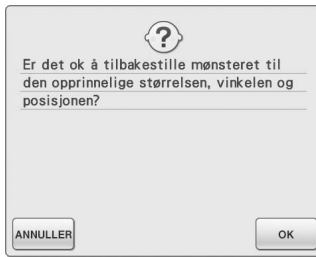 ?
Er det ok å tilbakestille mønsteret til
den opprinnelige størrelsen, vinkelen og
posisjonen?
ANNULLER
OK